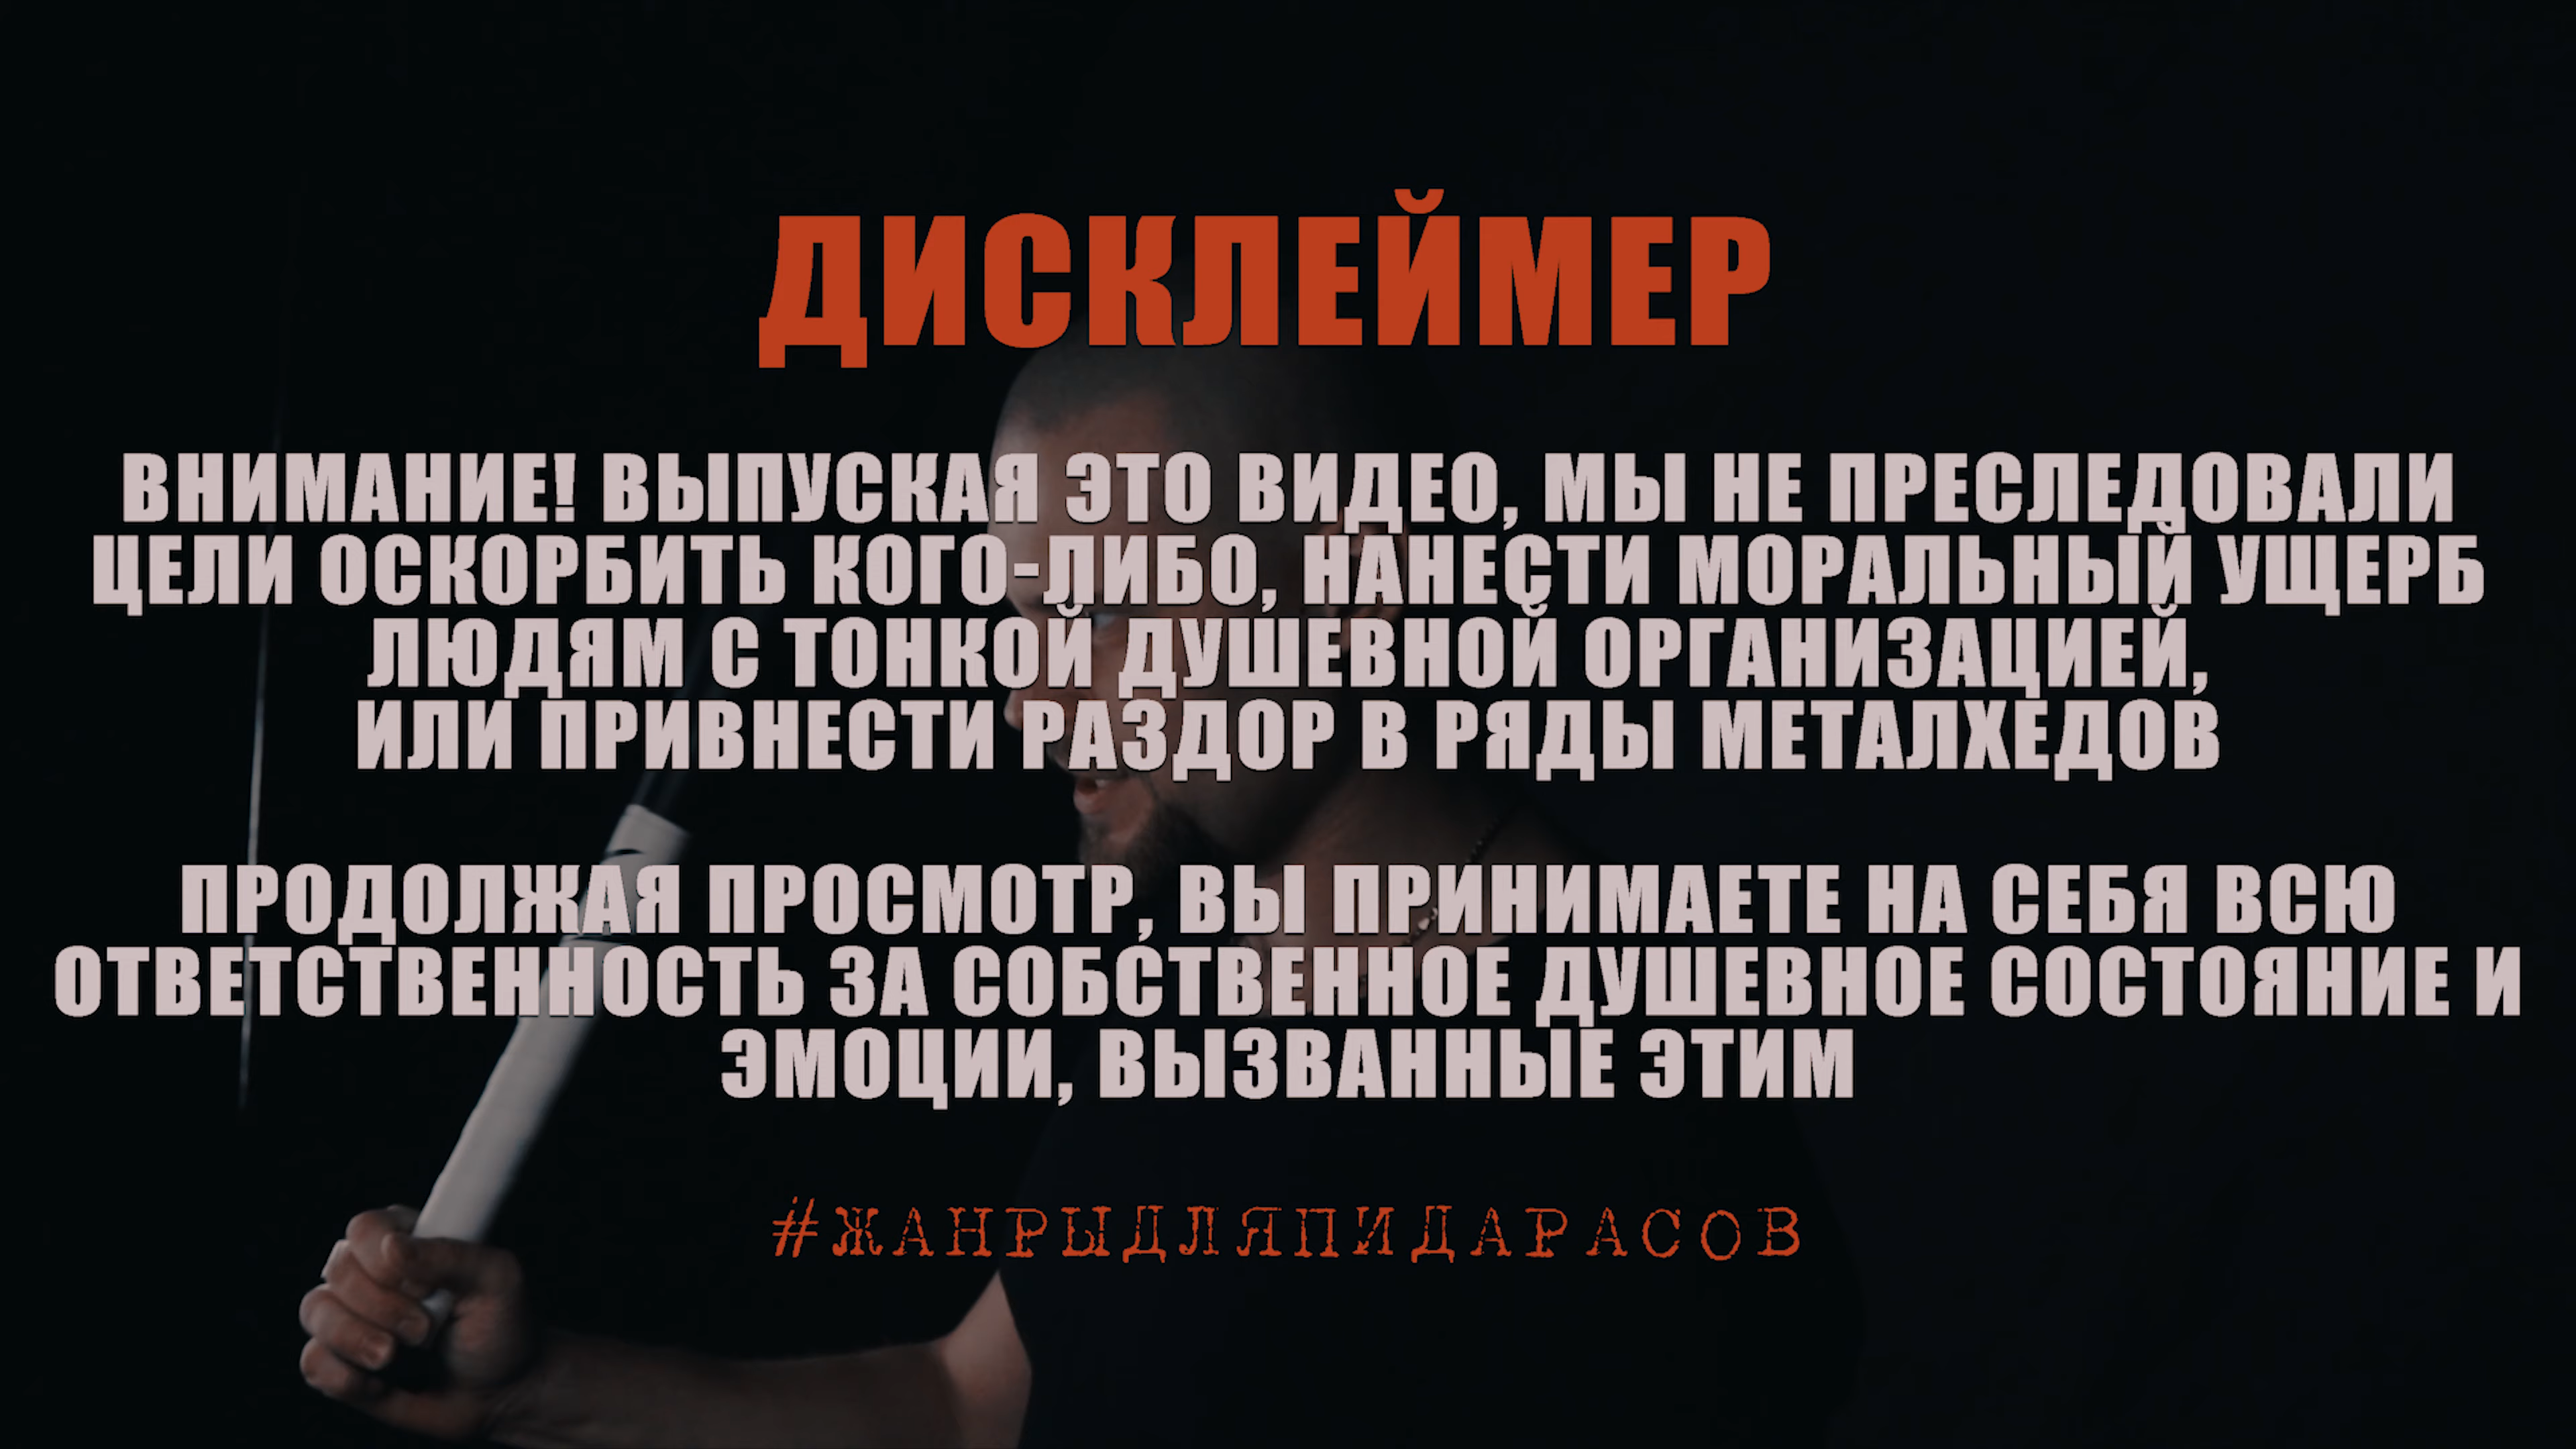 ДИСКЛЕЙМЕР
ВНИМАНИЕ! ВЫПУСКАЯ ЭТО ВИДЕО, МЫ НЕ ПРЕСЛЕДОВАЛИ
ЦЕЛИ ОСКОРБИТЬ КОГО-ЛИБО, НАНЕСТИ МОРАЛЬНЫЙ УЩЕРБ
ЛЮДЯМ С ТОНКОЙ ДУШЕВНОЙ ОРГАНИЗАЦИЕЙ,
ИЛИ ПРИВНЕСТИ РАЗДОР В РЯДЫ МЕТАЛХЕДОВ
ПРОДОЛЖАЯ ПРОСМОТР, ВЫ ПРИНИМАЕТЕ НА СЕБЯ ВСЮ
ОТВЕТСТВЕННОСТЬ ЗА СОБСТВЕННОЕ ДУШЕВНОЕ СОСТОЯНИЕ И
ЭМОЦИИ, ВЫЗВАННЫЕ ЭТИМ
#ЖАНРЫДЛЯПИДАРАСОВ